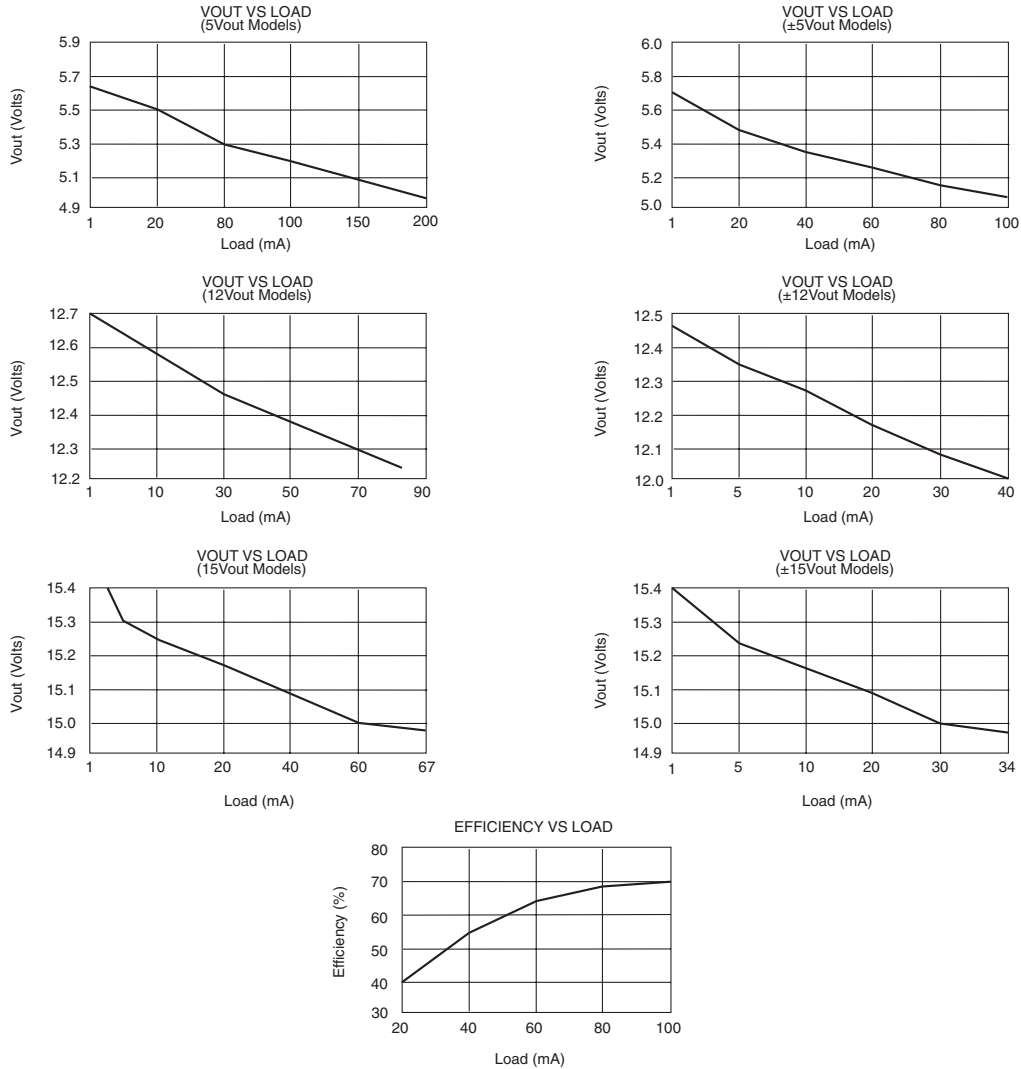 VOUT VS LOAD
(5Vout Models)
5.9
5.7
5.5
5.3
5.1
4.9
Vout (Volts)
1 20 80 100 150 200
Load (mA)
VOUT VS LOAD
(±5Vout Models)
6.0
5.8
5.6
5.4
5.2
5.0
Vout (Volts)
1 20 40 60 80 100
Load (mA)
VOUT VS LOAD
(12Vout Models)
12.7
12.6
12.5
12.4
12.3
12.2
Vout (Volts)
1 10 30 50 70 90
Load (mA)
VOUT VS LOAD
(±12Vout Models)
12.5
12.4
12.3
12.2
12.1
12.0
Vout (Volts)
1 5 10 20 30 40
Load (mA)
VOUT VS LOAD
(15Vout Models)
15.4
15.3
15.2
15.1
15.0
14.9
Vout (Volts)
1 10 20 40 60 67
Load (mA)
VOUT VS LOAD
(±15Vout Models)
15.4
15.3
15.2
15.1
15.0
14.9
Vout (Volts)
1 5 10 20 30 34
Load (mA)
EFFICIENCY VS LOAD
80
70
60
50
40
30
Efficiency (%)
20 40 60 80 100
Load (mA)